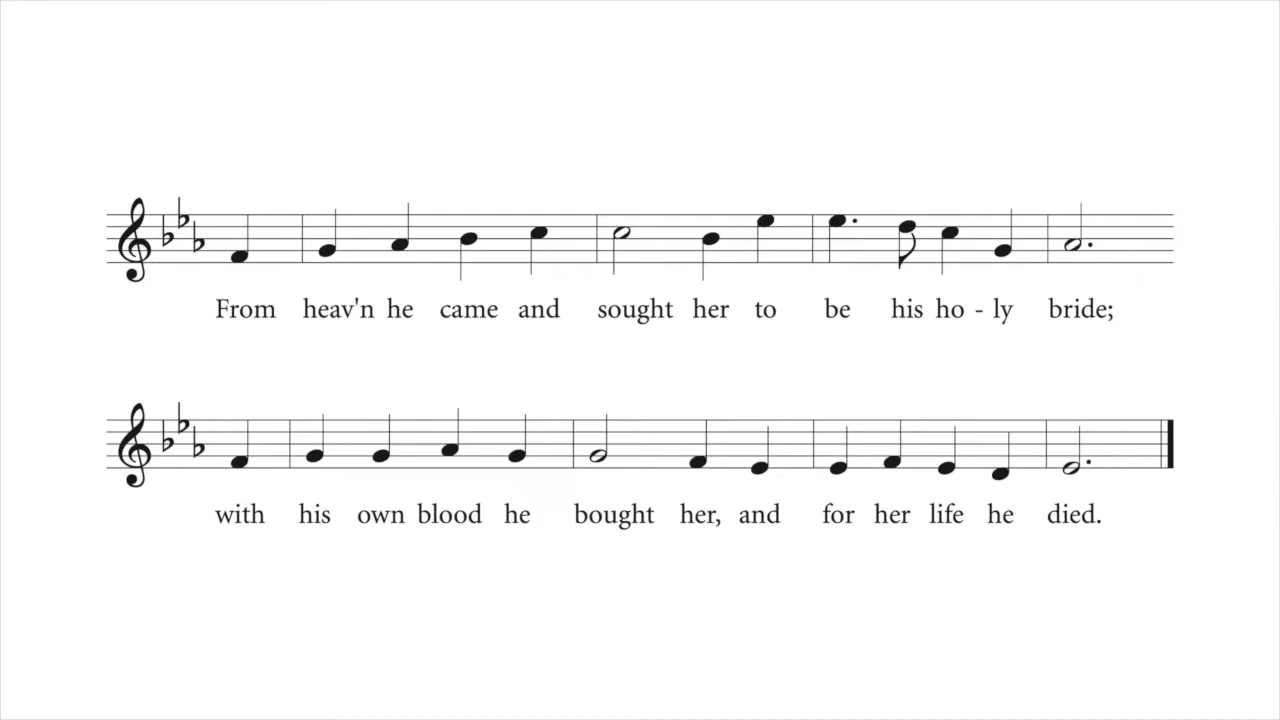 From heav'n he came and sought her to be his ho - ly bride;
with his own blood he bought her, and for her life he died.